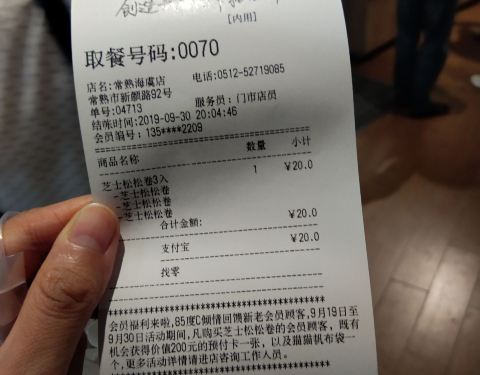 创造
[内用]
取餐号码:0070
店名:常熟海虞店 电话:0512-52719085
常熟市新颜路92号
单号:04713 服务员：门市店员
结帐时间:2019-09-30 20:04:46
会员编号：135****2209
商品名称 数量 小计
芝士松松卷3入 1 ￥20.0
-芝士松松卷
-芝士松松卷
-芝士松松卷
合计金额: ￥20.0
支付宝 ￥20.0
找零
会员福利来啦,85度C倾情回馈新老会员顾客,9月19日至
9月30日活动期间,凡购买芝士松松卷的会员顾客，既有
机会获得价值200元的预付卡一张，以及猫猫帆布袋一
个,更多活动详情请进店咨询工作人员。